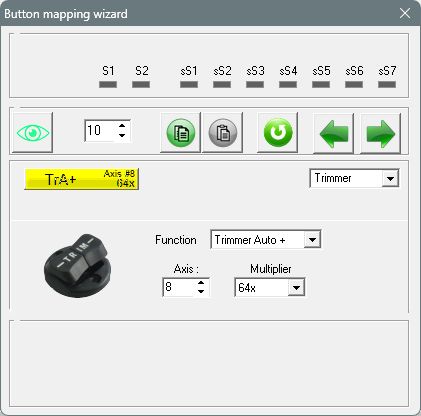 Button mapping wizard
S1 S2 sS1 sS2 sS3 sS4 sS5 sS6 sS7
10
TrA+ Axis #8
64x
Trimmer
TRIM
Function Trimmer Auto +
Axis : Multiplier
8 64x